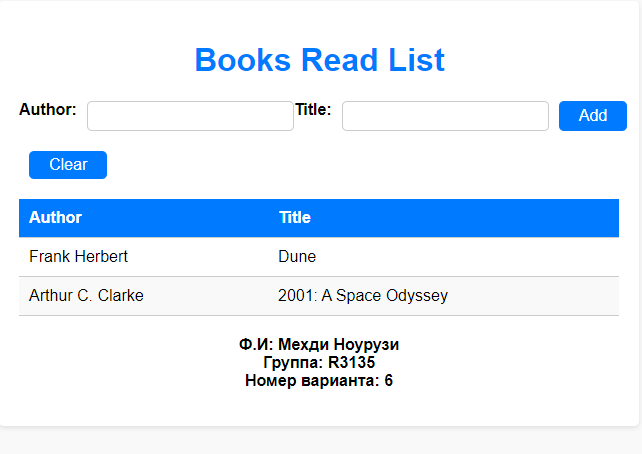 Books Read List
Author: Title: Add
Clear
Author Title
Frank Herbert Dune
Arthur C. Clarke 2001: A Space Odyssey
Ф.И: Мехди Ноурузи
Группа: R3135
Номер варианта: 6